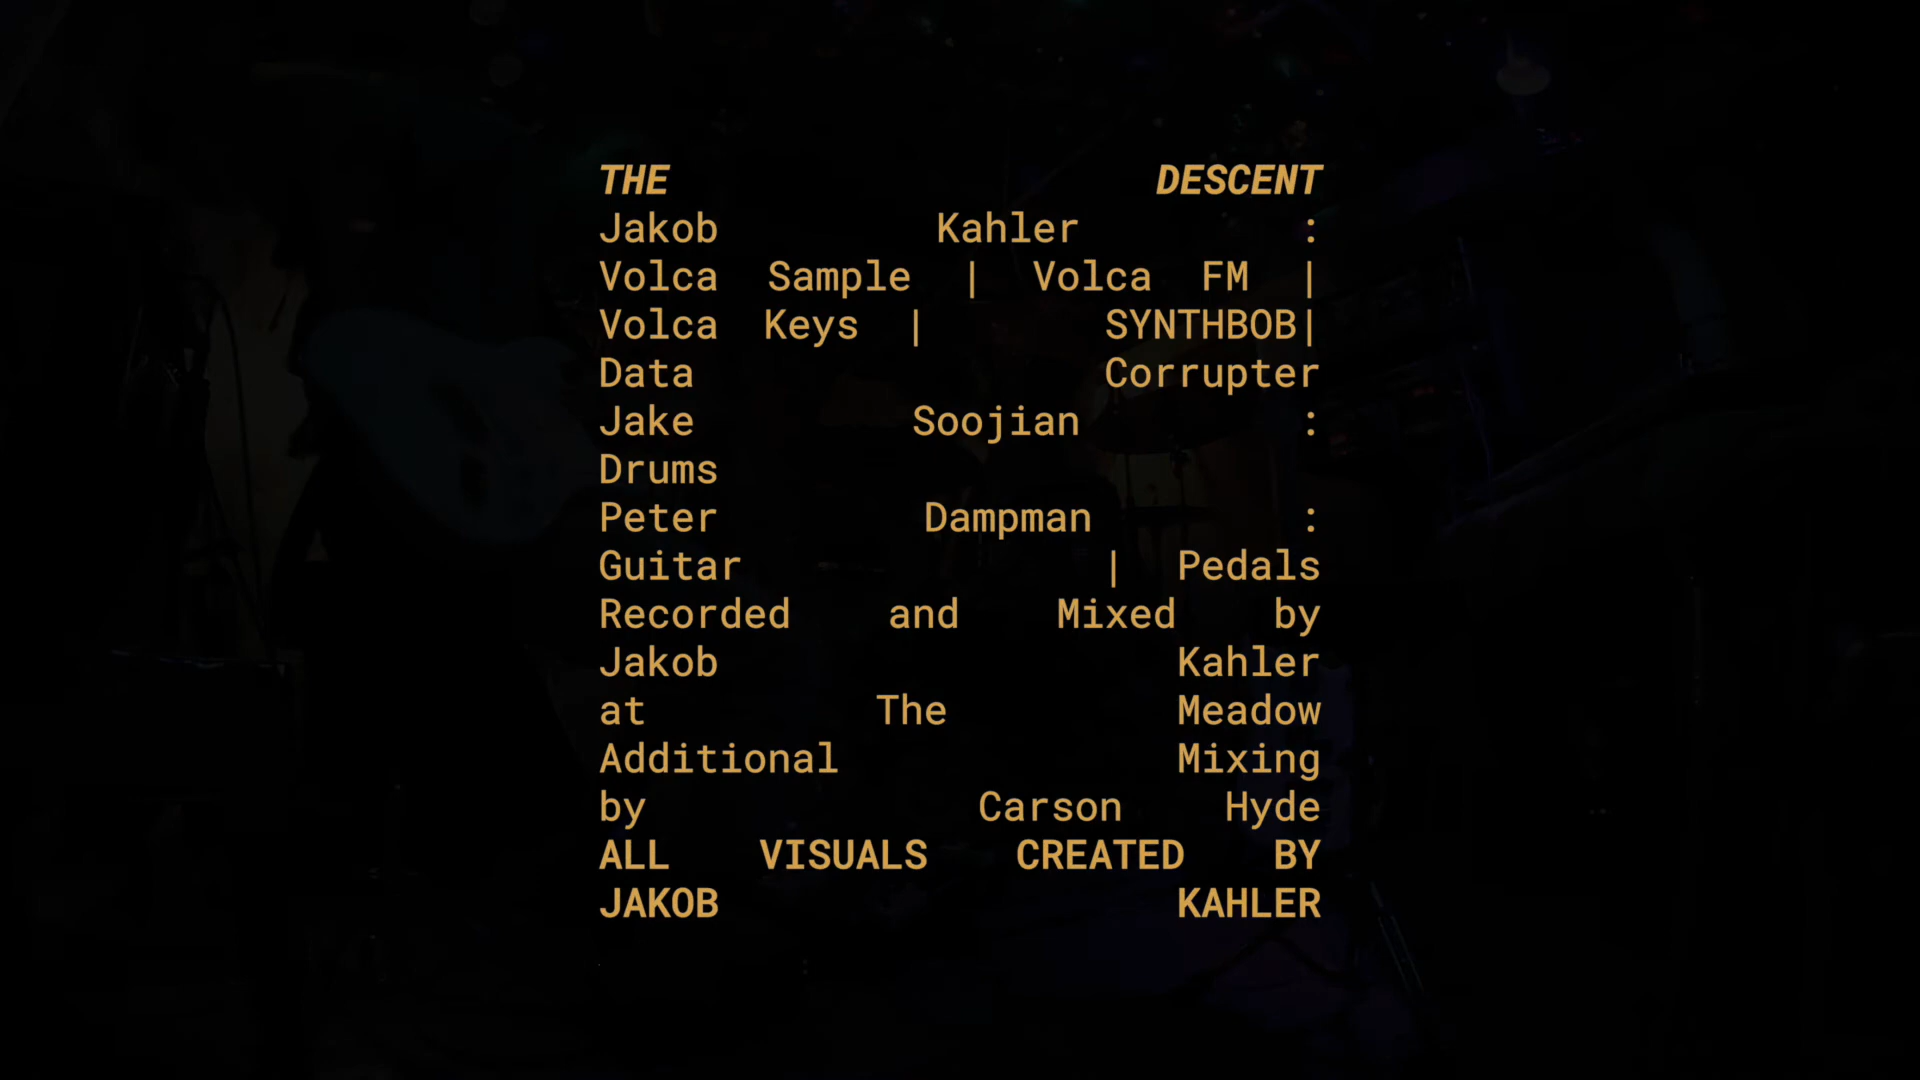 THE DESCENT
Jakob Kahler :
Volca Sample | Volca FM |
Volca Keys | SYNTHBOB|
Data Corrupter
Jake Soojian :
Drums
Peter Dampman :
Guitar | Pedals
Recorded and Mixed by
Jakob Kahler
at The Meadow
Additional Mixing
by Carson Hyde
ALL VISUALS CREATED BY
JAKOB KAHLER